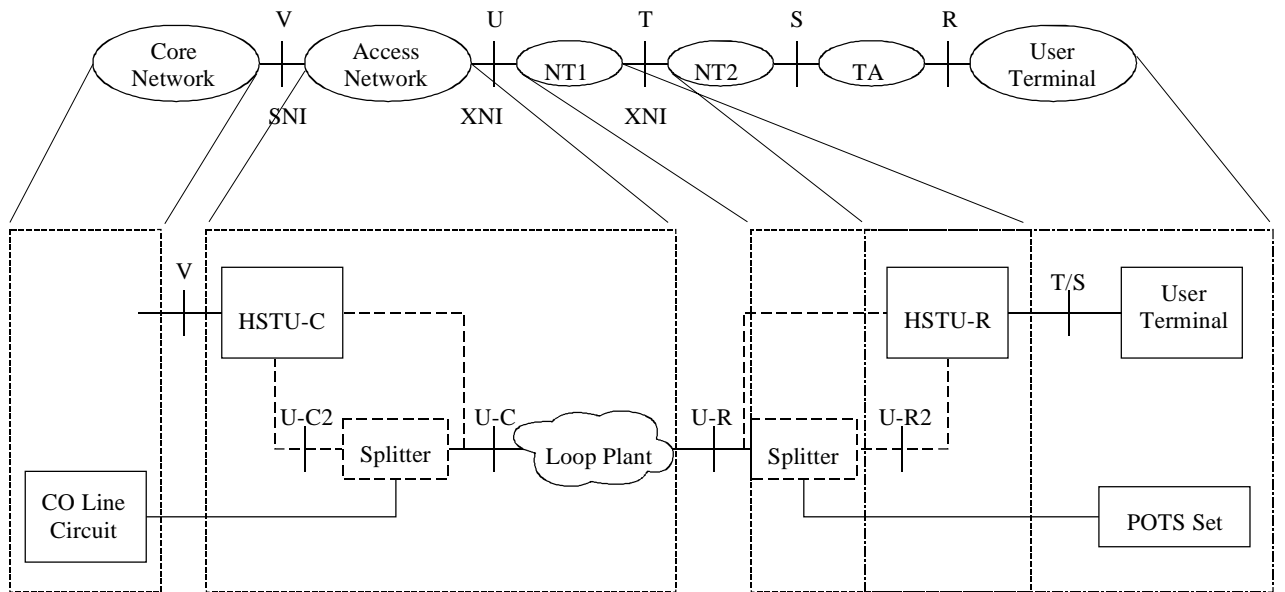 V U T S R
Core
Network
Access
Network
NT1
NT2
TA
User
Terminal
SNI XNI XNI
V
HSTU-C
HSTU-R
T/S
User
Terminal
U-C2
Splitter
U-C
Loop Plant
U-R
Splitter
U-R2
CO Line
Circuit
POTS Set